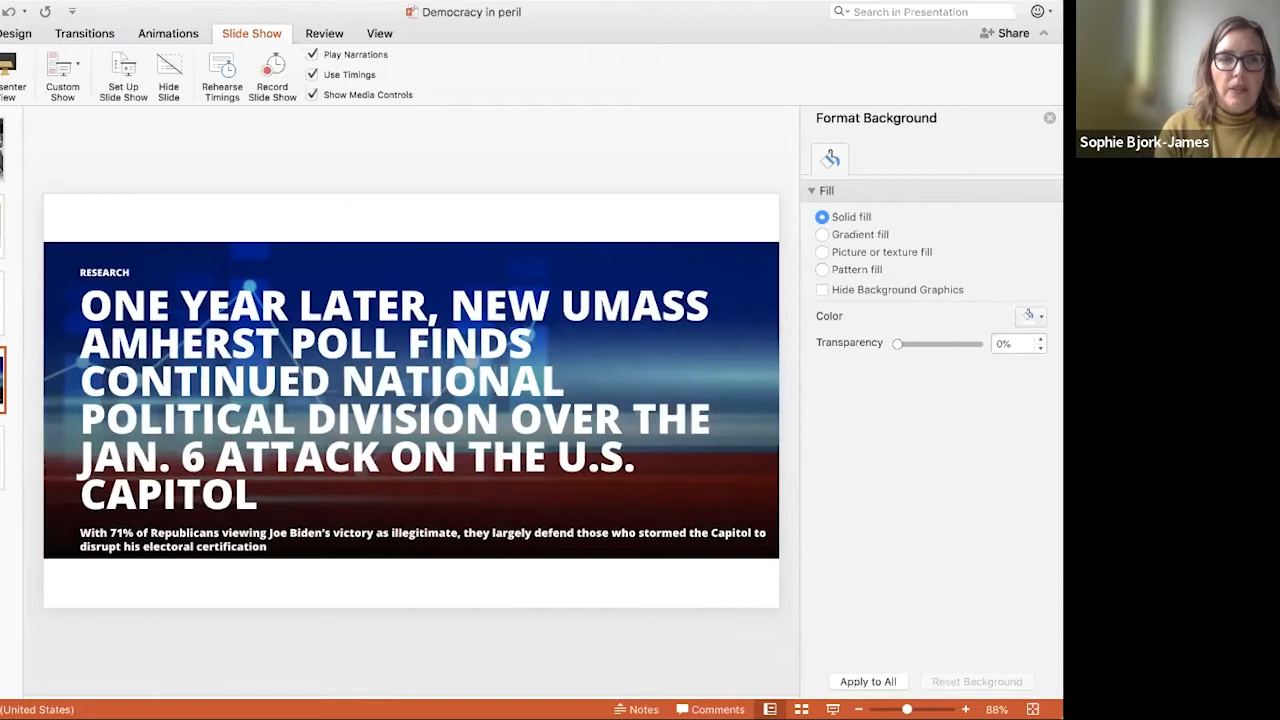 Democracy in peril
Search in Presentation
Transitions
Animations
Slide Show
Review
View
Share
Custom
Show
Set Up
Slide Show
Hide
Slide
Rehearse
Timings
Record
Slide Show
Play Narrations
Use Timings
Show Media Controls
RESEARCH
ONE YEAR LATER, NEW UMASS
AMHERST POLL FINDS
CONTINUED NATIONAL
POLITICAL DIVISION OVER THE
JAN. 6 ATTACK ON THE U.S.
CAPITOL
With 71% of Republicans viewing Joe Biden's victory as illegitimate, they largely defend those who stormed the Capitol to
disrupt his electoral certification
Format Background
Fill
Solid fill
Gradient fill
Picture or texture fill
Pattern fill
Hide Background Graphics
Color
Transparency
0%
Apply to All
Reset Background
Sophie Bjork-James
(United States)
Notes
Comments
88%